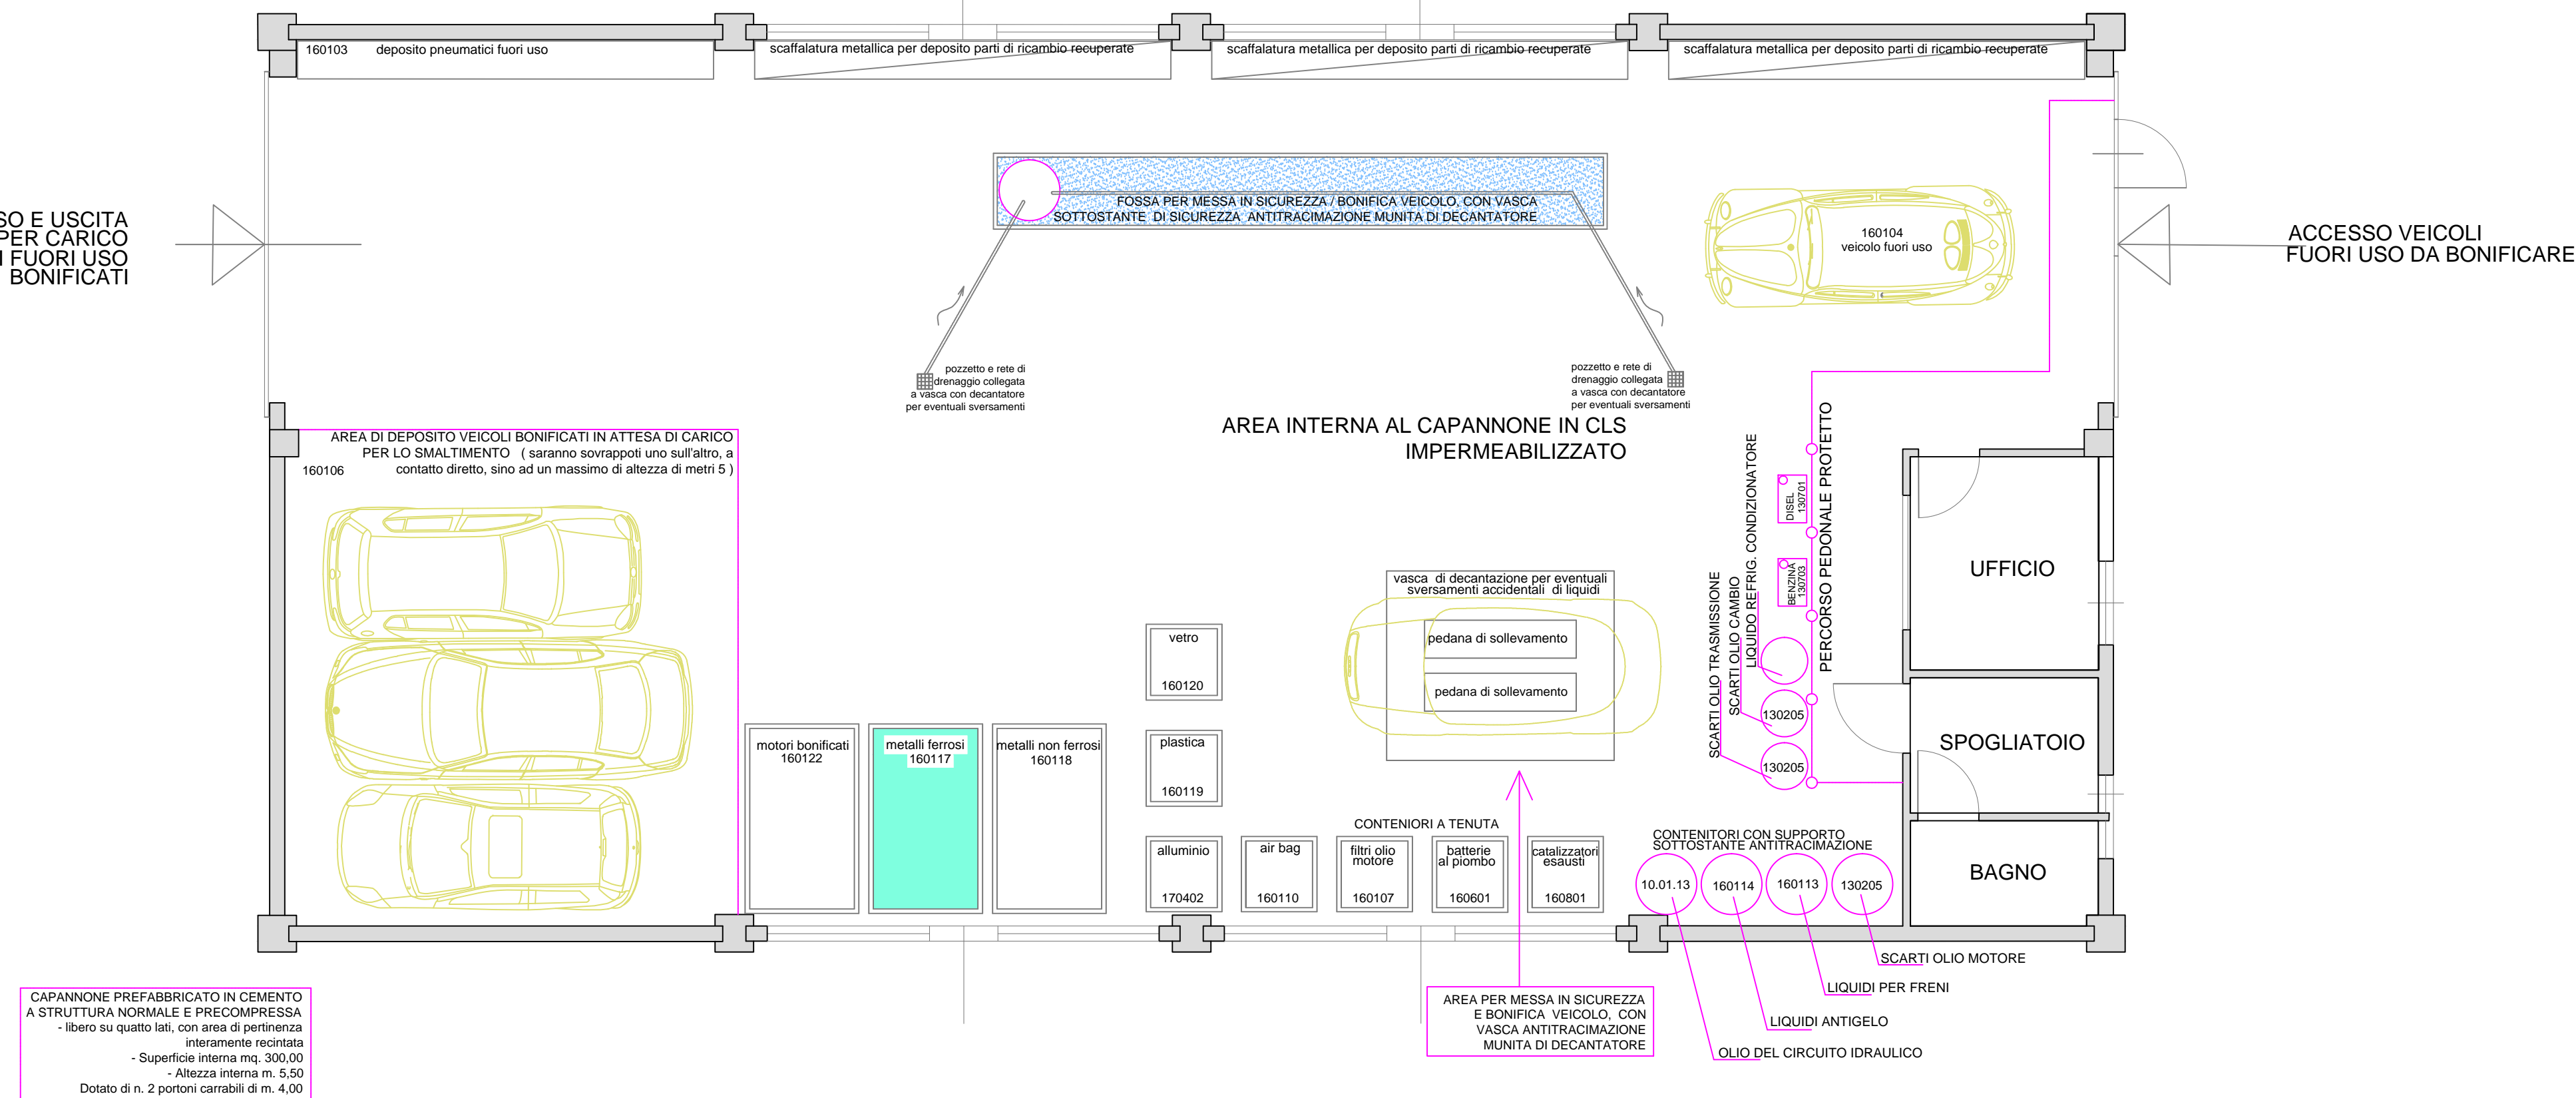 160103 deposito pneumatici fuori uso
scaffalatura metallica per deposito parti di ricambio recuperate
scaffalatura metallica per deposito parti di ricambio recuperate
scaffalatura metallica per deposito parti di ricambio recuperate
SO E USCITA
PER CARICO
I FUORI USO
BONIFICATI
FOSSA PER MESSA IN SICUREZZA / BONIFICA VEICOLO, CON VASCA
SOTTOSTANTE DI SICUREZZA ANTITRACIMAZIONE MUNITA DI DECANTATORE
160104
veicolo fuori uso
ACCESSO VEICOLI
FUORI USO DA BONIFICARE
pozzetto e rete di
drenaggio collegata
a vasca con decantatore
per eventuali sversamenti
pozzetto e rete di
drenaggio collegata
a vasca con decantatore
per eventuali sversamenti
AREA INTERNA AL CAPANNONE IN CLS
IMPERMEABILIZZATO
AREA DI DEPOSITO VEICOLI BONIFICATI IN ATTESA DI CARICO
PER LO SMALTIMENTO ( saranno sovrappoti uno sull'altro, a
160106 contatto diretto, sino ad un massimo di altezza di metri 5 )
SCARTI OLIO TRASMISSIONE
SCARTI OLIO CAMBIO
LIQUIDO REFRIG. CONDIZIONATORE
DISEL
130701
BENZINA
130703
PERCORSO PEDONALE PROTETTO
130205
130205
UFFICIO
SPOGLIATOIO
BAGNO
vasca di decantazione per eventuali
sversamenti accidentali di liquidi
pedana di sollevamento
pedana di sollevamento
vetro
160120
plastica
160119
motori bonificati
160122
metalli ferrosi
160117
metalli non ferrosi
160118
CONTENIORI A TENUTA
alluminio
170402
air bag
160110
filtri olio
motore
160107
batterie
al piombo
160601
catalizzatori
esausti
160801
CONTENITORI CON SUPPORTO
SOTTOSTANTE ANTITRACIMAZIONE
10.01.13
160114
160113
130205
SCARTI OLIO MOTORE
LIQUIDI PER FRENI
LIQUIDI ANTIGELO
OLIO DEL CIRCUITO IDRAULICO
AREA PER MESSA IN SICUREZZA
E BONIFICA VEICOLO, CON
VASCA ANTITRACIMAZIONE
MUNITA DI DECANTATORE
CAPANNONE PREFABBRICATO IN CEMENTO
A STRUTTURA NORMALE E PRECOMPRESSA
- libero su quatto lati, con area di pertinenza
interamente recintata
- Superficie interna mq. 300,00
- Altezza interna m. 5,50
Dotato di n. 2 portoni carrabili di m. 4,00